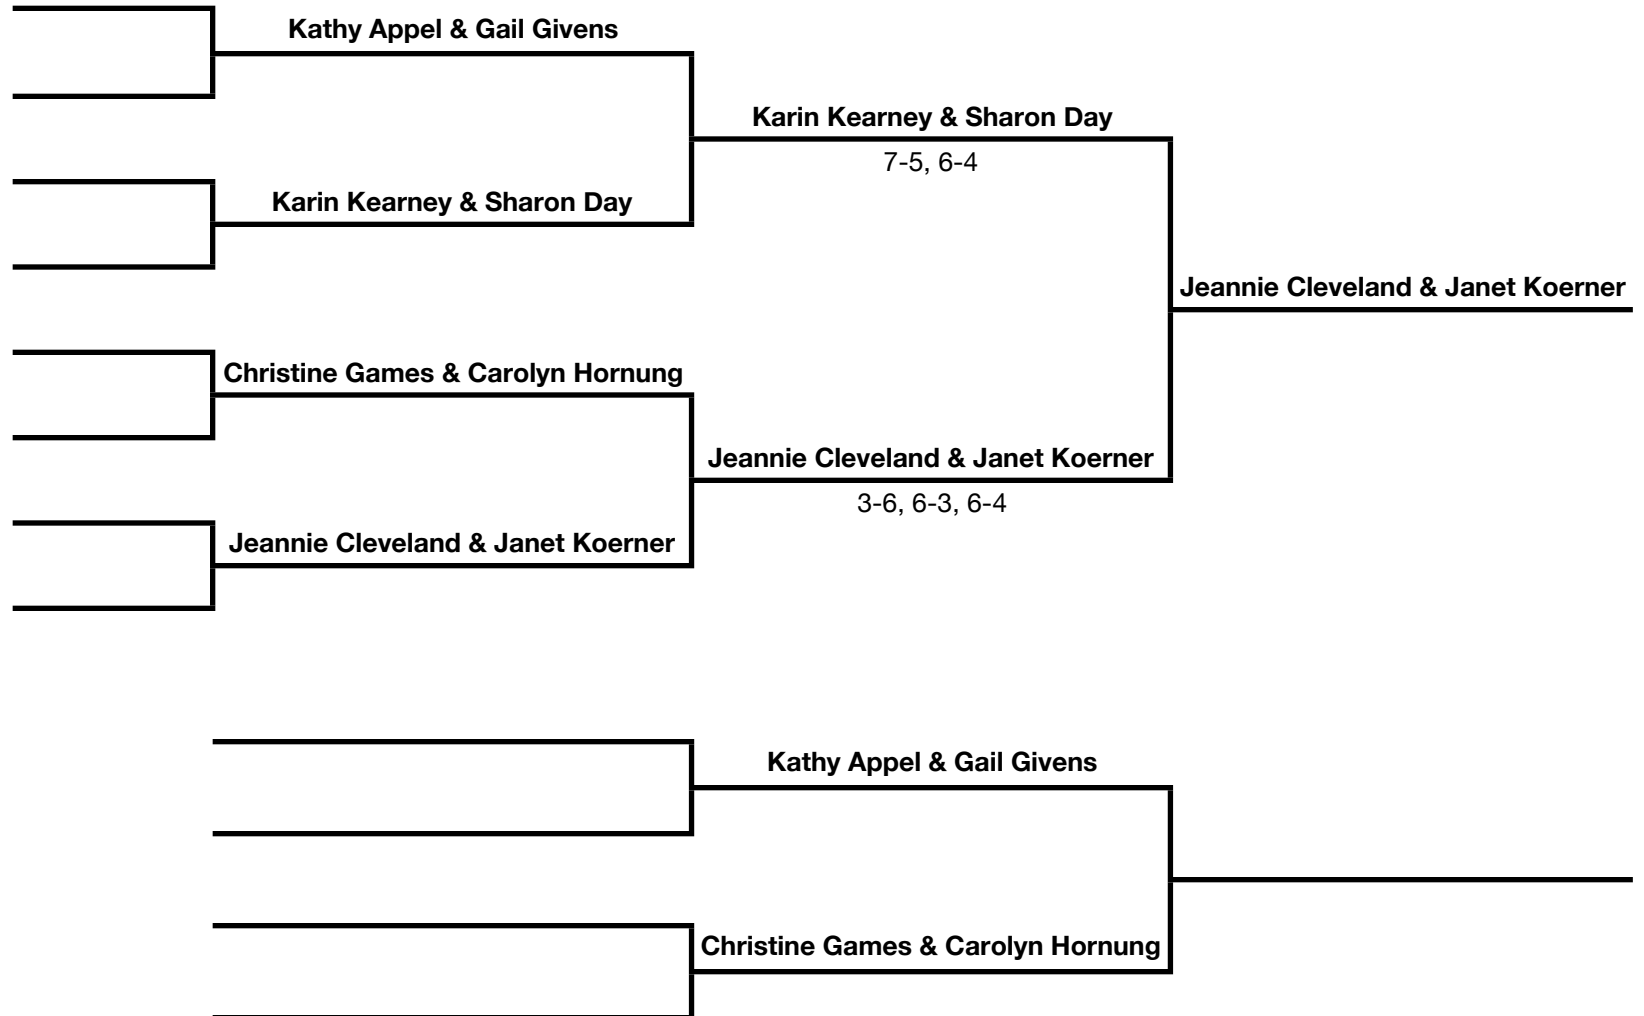 Kathy Appel & Gail Givens
Karin Kearney & Sharon Day
7-5, 6-4
Karin Kearney & Sharon Day
Jeannie Cleveland & Janet Koerner
Christine Games & Carolyn Hornung
Jeannie Cleveland & Janet Koerner
3-6, 6-3, 6-4
Jeannie Cleveland & Janet Koerner
Kathy Appel & Gail Givens
Christine Games & Carolyn Hornung